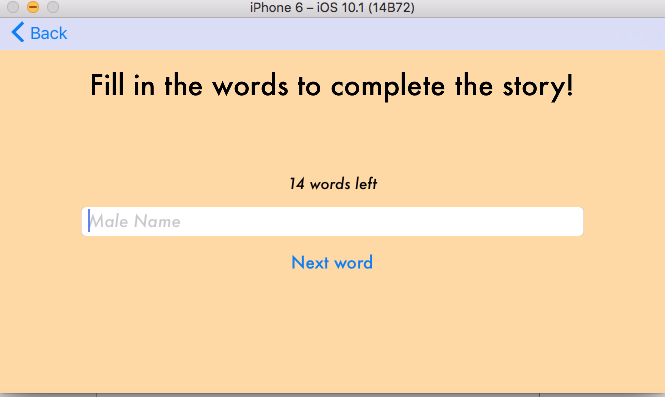 iPhone 6 – iOS 10.1 (14B72)
Back
Fill in the words to complete the story!
14 words left
Male Name
Next word